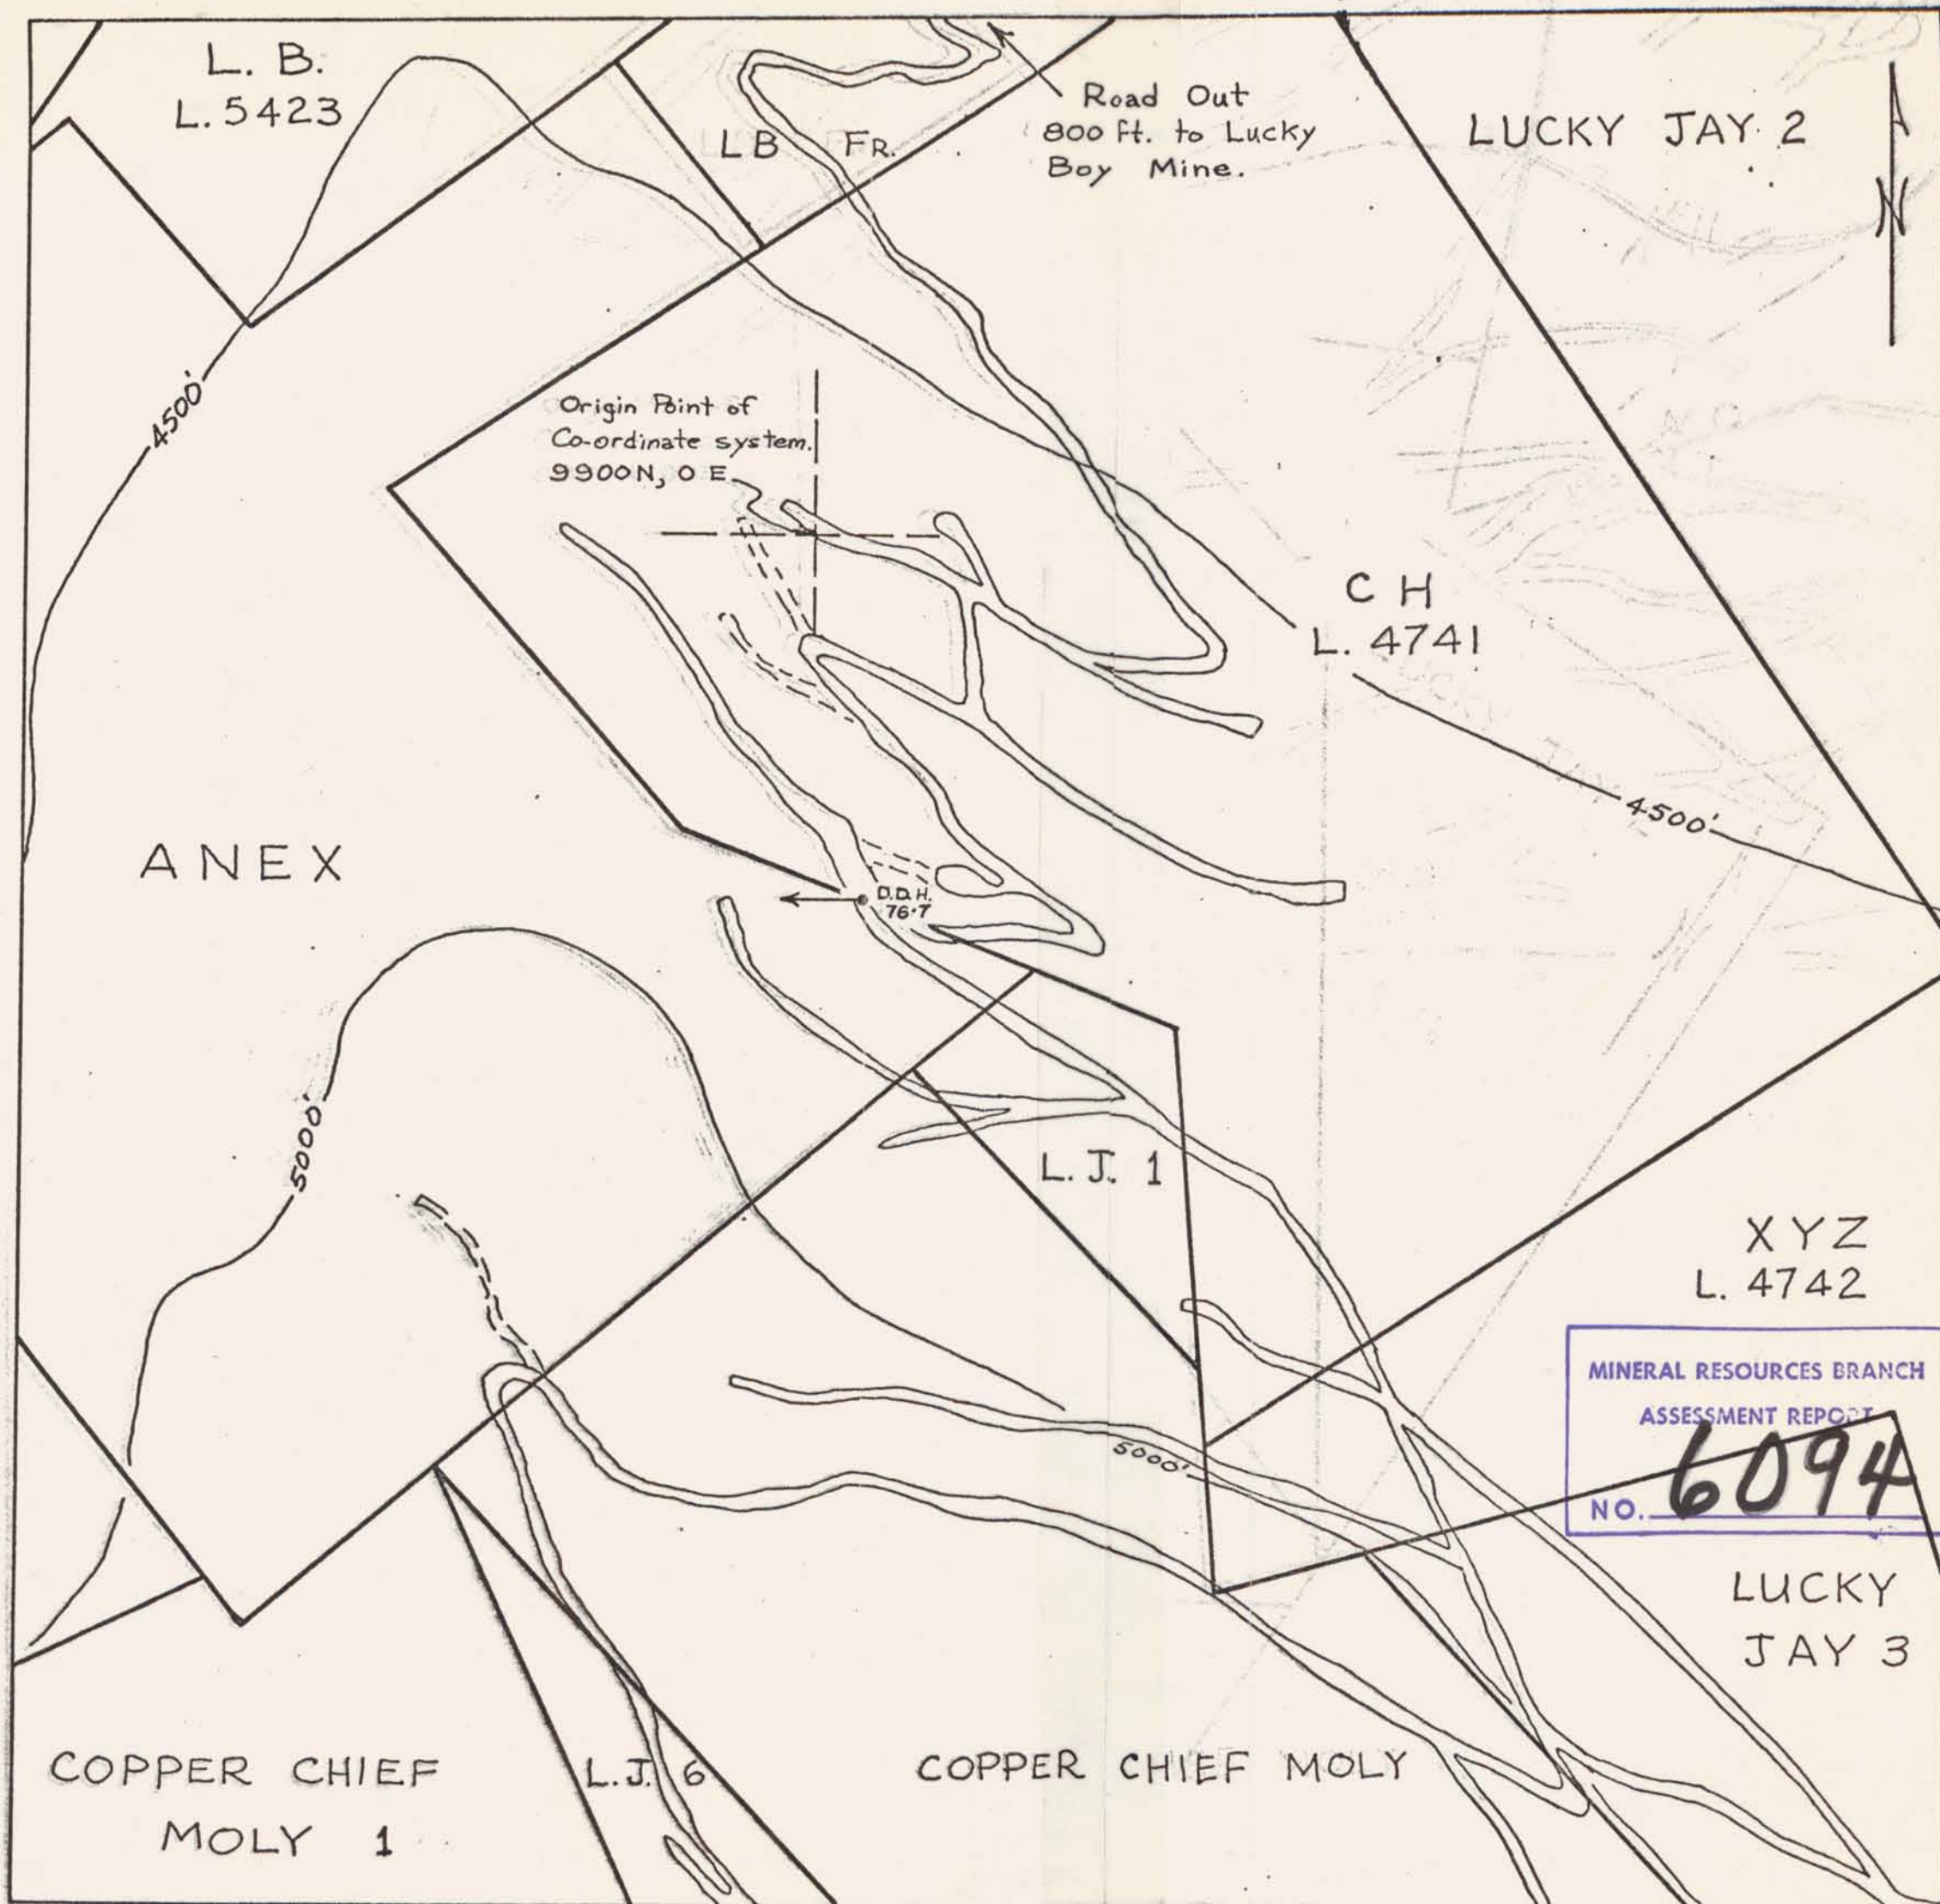 L. B.
L. 5423
LB FR.
Road Out
800 ft. to Lucky
Boy Mine.
LUCKY JAY 2
N
4500'
Origin Point of
Co-ordinate system.
9900N, 0 E
C H
L. 4741
4500'
ANEX
D.D.H.
76-7
5000'
L. J. 1
XYZ
L. 4742
MINERAL RESOURCES BRANCH
ASSESSMENT REPORT
NO. 6094
5000'
LUCKY
JAY 3
COPPER CHIEF
MOLY 1
L.J. 6
COPPER CHIEF MOLY